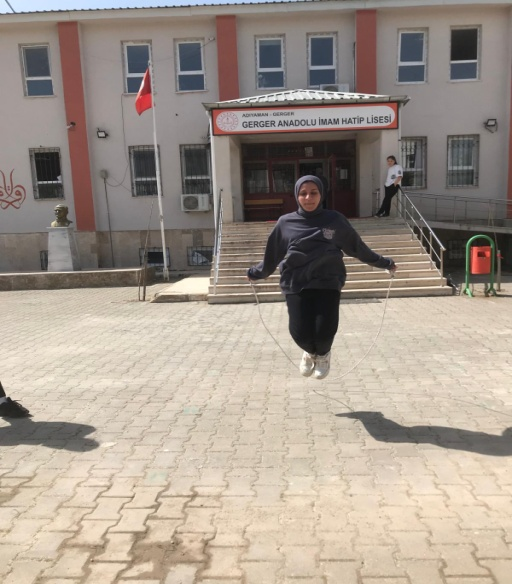 ADIYAMAN - GERGER
GERGER ANADOLU İMAM HATİP LİSESİ